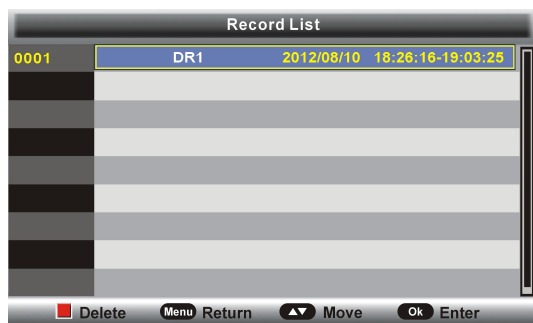 Record List
0001 DR1 2012/08/10 18:26:16-19:03:25
Delete Menu Return Move Ok Enter